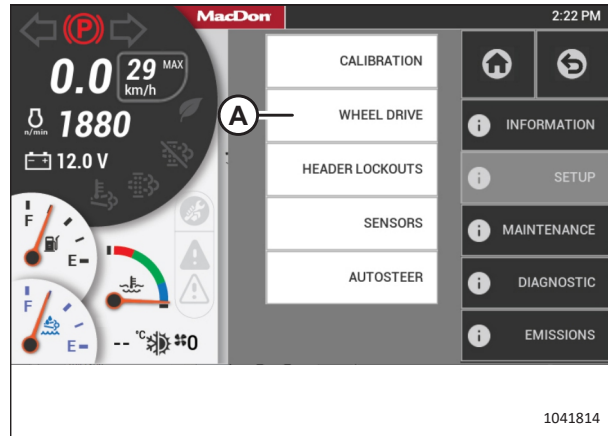 MacDon
2:22 PM
(P)
0.0 29 MAX
km/h
n/min 1880
12.0 V
F
E
F
E
-- °C 0
CALIBRATION
A WHEEL DRIVE
HEADER LOCKOUTS
SENSORS
AUTOSTEER
i INFORMATION
i SETUP
i MAINTENANCE
i DIAGNOSTIC
i EMISSIONS
1041814